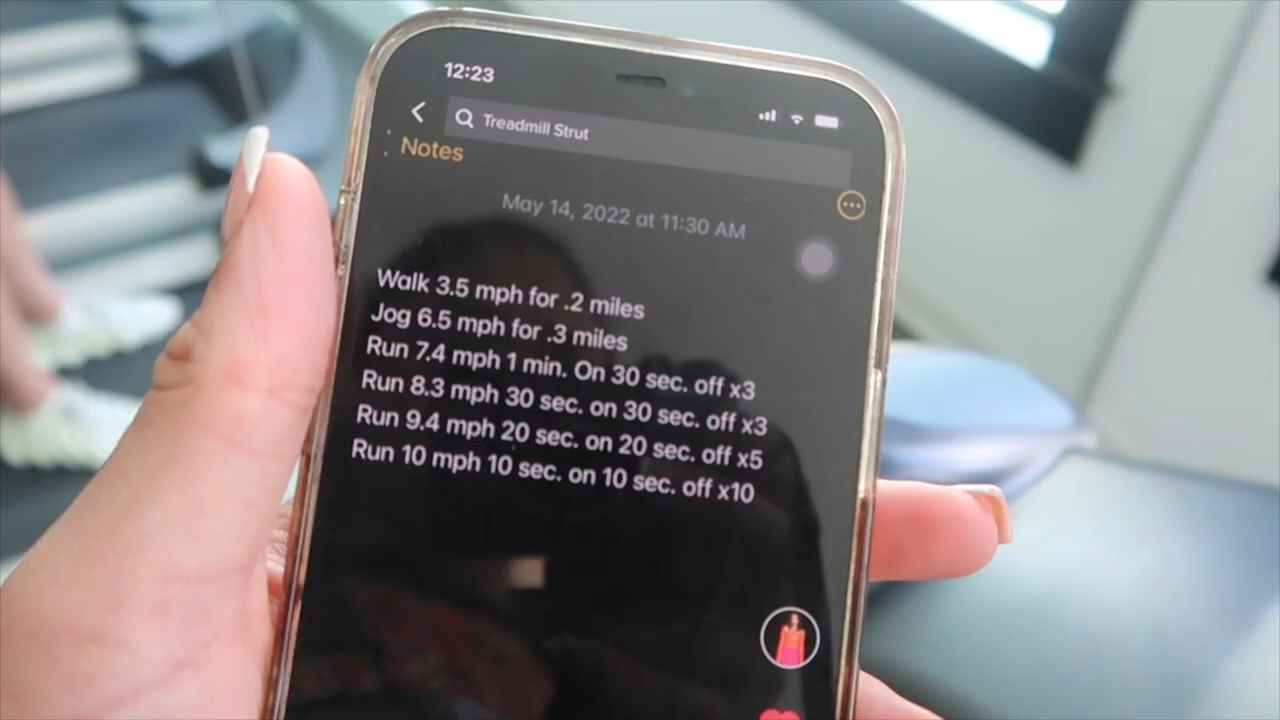 12:23
Treadmill Strut
Notes
May 14, 2022 at 11:30 AM
Walk 3.5 mph for .2 miles
Jog 6.5 mph for .3 miles
Run 7.4 mph 1 min. On 30 sec. off x3
Run 8.3 mph 30 sec. on 30 sec. off x3
Run 9.4 mph 20 sec. on 20 sec. off x5
Run 10 mph 10 sec. on 10 sec. off x10